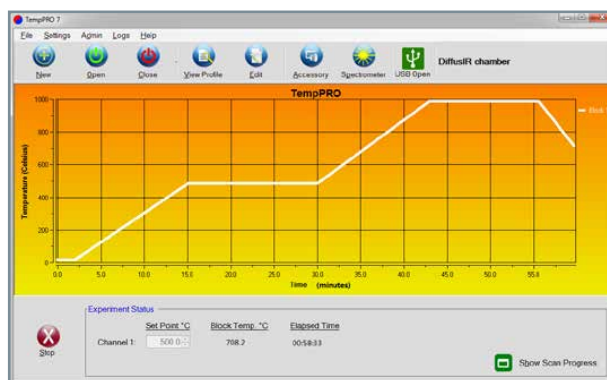 TempPRO 7
File Settings Admin Logs Help
New Open Close View Profile Edit Accessory Spectrometer USB Open DiffusIR chamber
TempPRO
1000
800
600
400
200
0
Temperature (Celsius)
0.0 5.0 10.0 15.0 20.0 25.0 30.0 35.0 40.0 45.0 50.0 55.0
Time (minutes)
Experiment Status
Set Point °C Block Temp. °C Elapsed Time
Channel 1: 500.0 708.2 00:58:33
Stop
Show Scan Progress